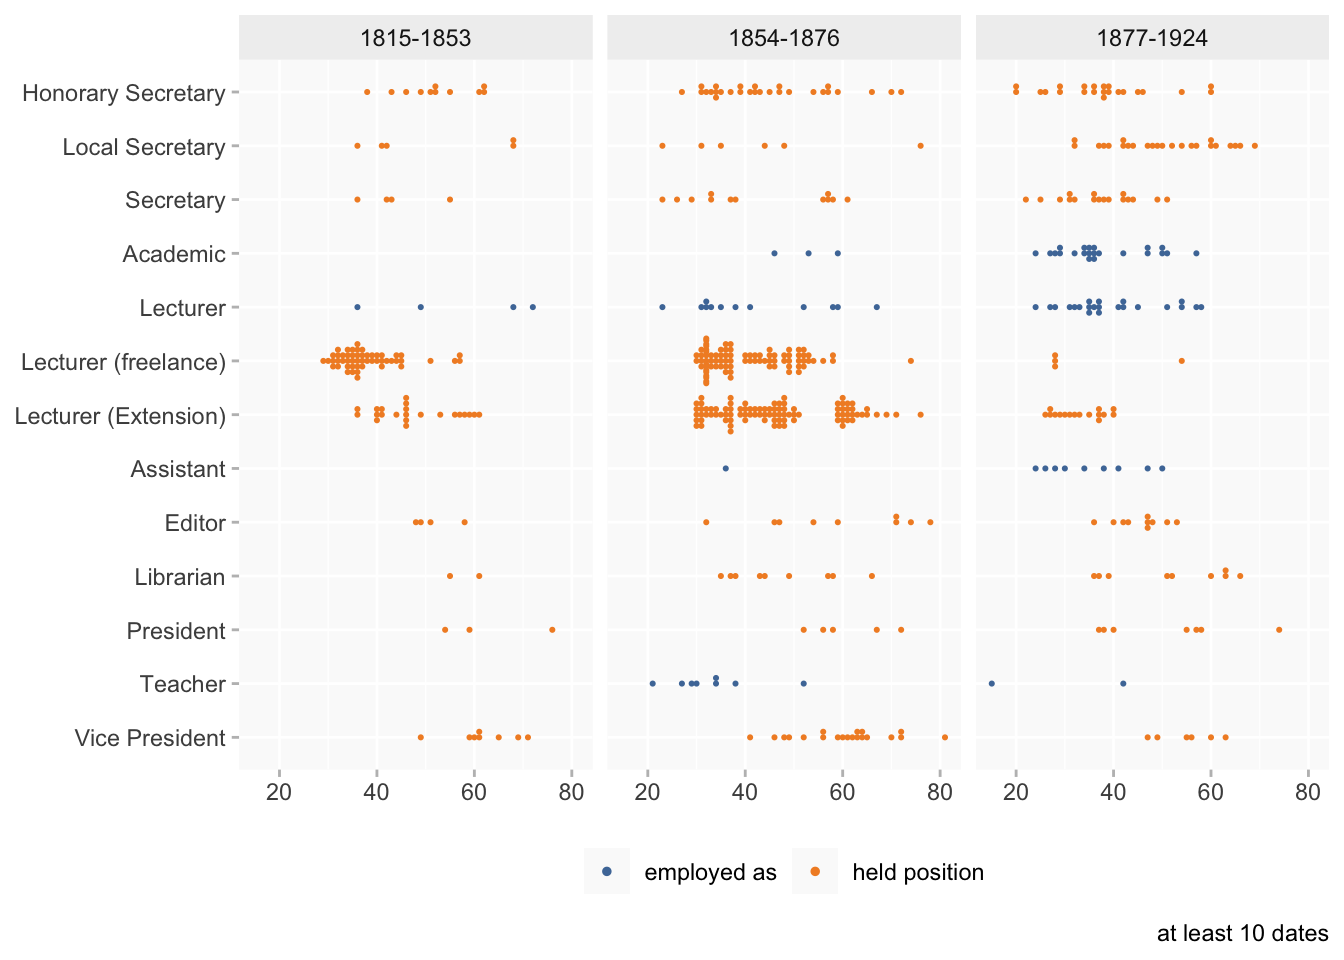 1815-1853 1854-1876 1877-1924
Honorary Secretary
Local Secretary
Secretary
Academic
Lecturer
Lecturer (freelance)
Lecturer (Extension)
Assistant
Editor
Librarian
President
Teacher
Vice President
20 40 60 80 20 40 60 80 20 40 60 80
employed as held position
at least 10 dates